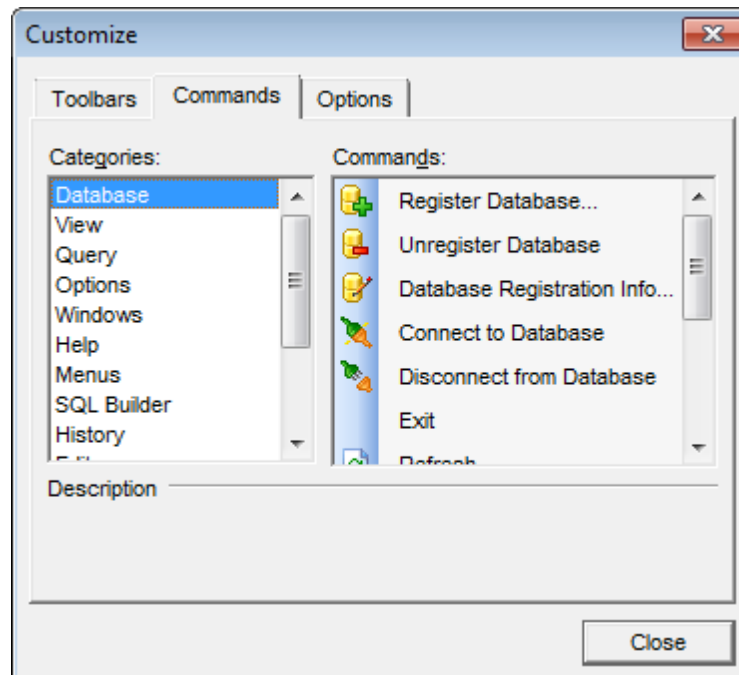 Customize
Toolbars
Commands
Options
Categories:
Database
View
Query
Options
Windows
Help
Menus
SQL Builder
History
Commands:
Register Database...
Unregister Database
Database Registration Info...
Connect to Database
Disconnect from Database
Exit
Refresh
Description
Close